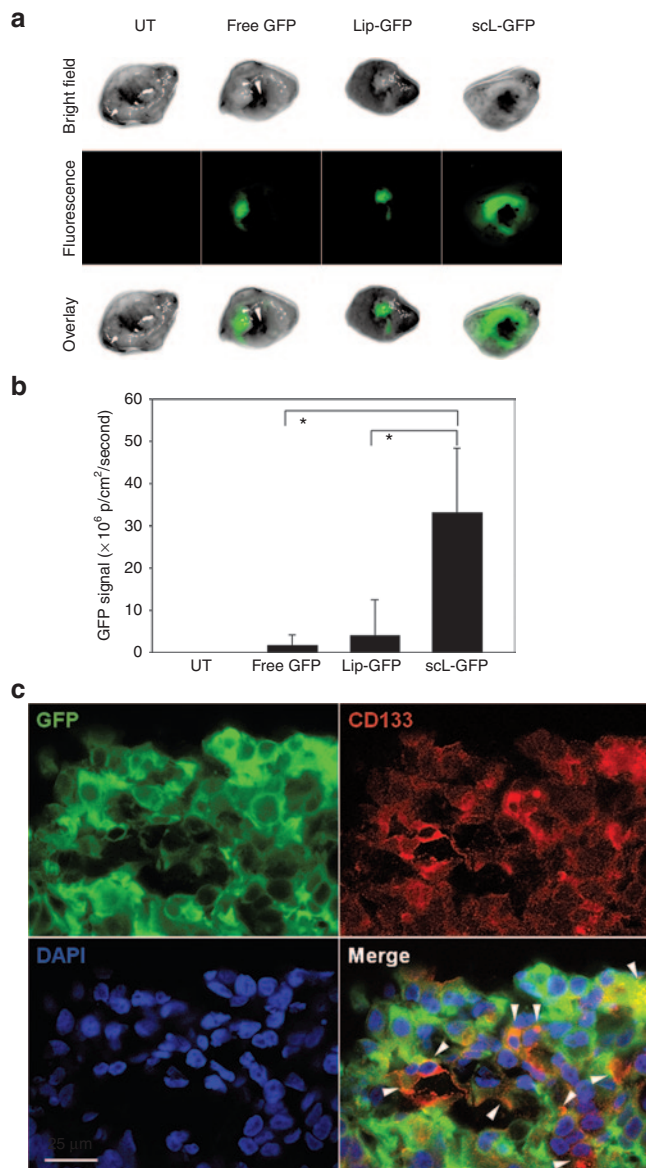 a
UT Free GFP Lip-GFP scL-GFP
Bright field
Fluorescence
Overlay
b
60
50
40
30
20
10
0
GFP signal (×10⁶ p/cm²/second)
* 
*
UT Free GFP Lip-GFP scL-GFP
c
GFP CD133
DAPI Merge
25 μm